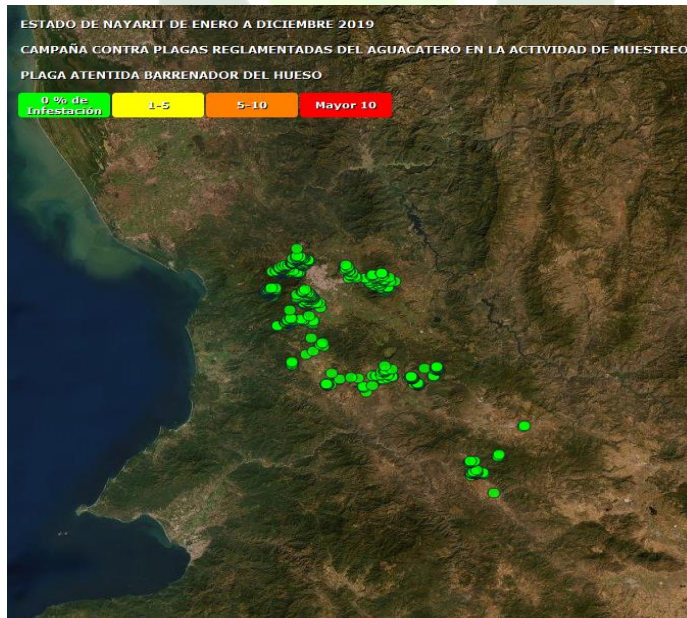 ESTADO DE NAYARIT DE ENERO A DICIEMBRE 2019
CAMPAÑA CONTRA PLAGAS REGLAMENTADAS DEL AGUACATERO EN LA ACTIVIDAD DE MUESTREO
PLAGA ATENTIDA BARRENADOR DEL HUESO
0 % de
Infestación
1-5
5-10
Mayor 10